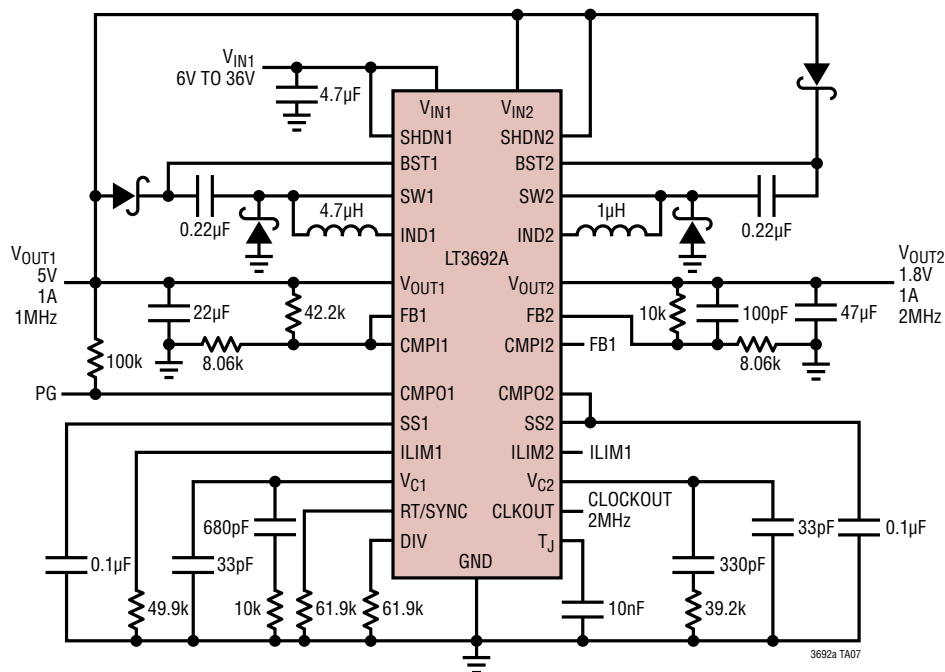 VIN1
6V TO 36V
4.7µF
VIN1
VIN2
SHDN1
SHDN2
BST1
BST2
SW1
SW2
0.22µF
4.7µH
1µH
0.22µF
IND1
IND2
LT3692A
VOUT1
5V
1A
1MHz
VOUT1
VOUT2
VOUT2
1.8V
1A
2MHz
22µF
42.2k
10k
100pF
47µF
FB1
FB2
8.06k
CMPI1
CMPI2
FB1
8.06k
100k
PG
CMPO1
CMPO2
SS1
SS2
ILIM1
ILIM2
ILIM1
VC1
VC2
RT/SYNC
CLKOUT
CLOCKOUT
2MHz
DIV
TJ
GND
0.1µF
33pF
680pF
330pF
33pF
0.1µF
49.9k
10k
61.9k
61.9k
10nF
39.2k
3692a TA07